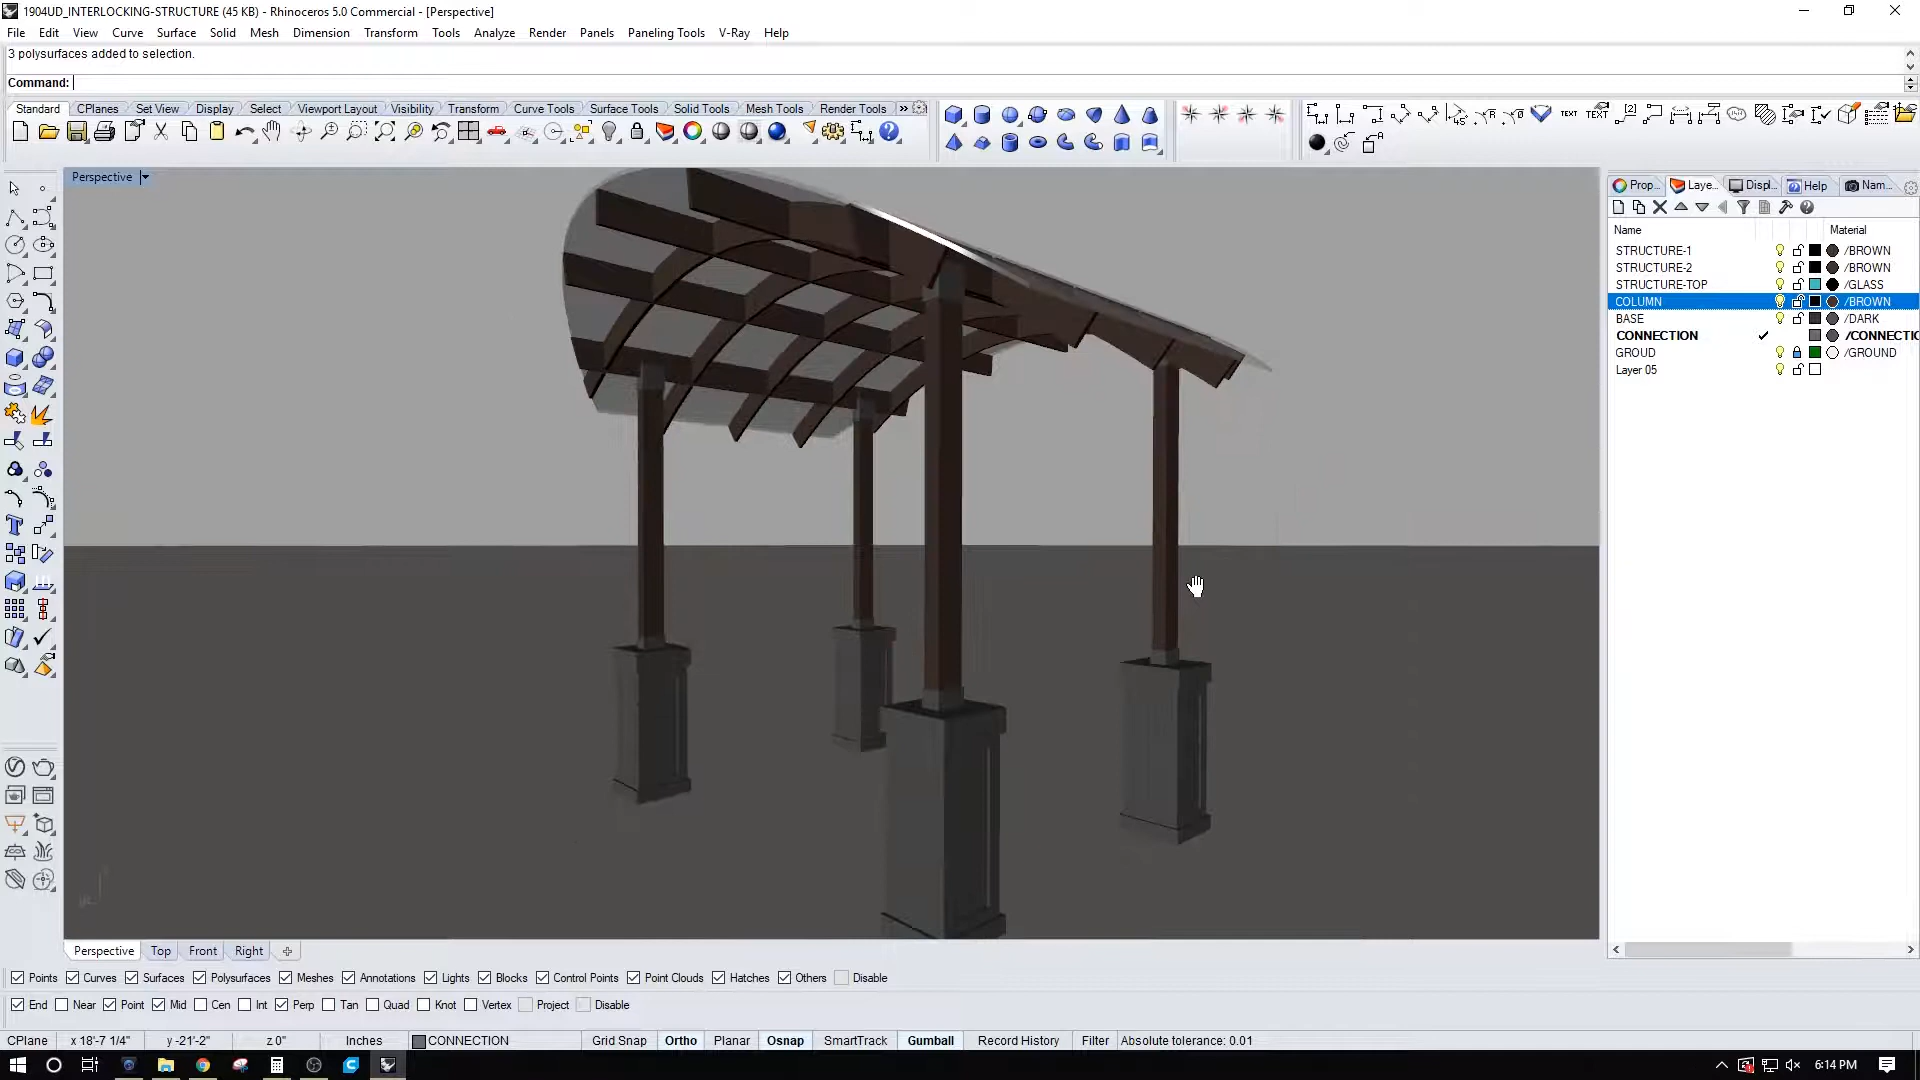 1904UD_INTERLOCKING-STRUCTURE (45 KB) - Rhinoceros 5.0 Commercial - [Perspective]
File Edit View Curve Surface Solid Mesh Dimension Transform Tools Analyze Render Panels Paneling Tools V-Ray Help
3 polysurfaces added to selection.
Command:
Standard CPlanes Set View Display Select Viewport Layout Visibility Transform Curve Tools Surface Tools Solid Tools Mesh Tools Render Tools »
TEXT TEXT
Perspective
Prop... Laye... Displ... Help Nam...
Name Material
STRUCTURE-1 /BROWN
STRUCTURE-2 /BROWN
STRUCTURE-TOP /GLASS
COLUMN /BROWN
BASE /DARK
CONNECTION /CONNECTIO
GROUD /GROUND
Layer 05
Perspective Top Front Right
Points Curves Surfaces Polysurfaces Meshes Annotations Lights Blocks Control Points Point Clouds Hatches Others Disable
End Near Point Mid Cen Int Perp Tan Quad Knot Vertex Project Disable
CPlane x 18'-7 1/4" y -21'-2" z 0" Inches CONNECTION Grid Snap Ortho Planar Osnap SmartTrack Gumball Record History Filter Absolute tolerance: 0.01
6:14 PM